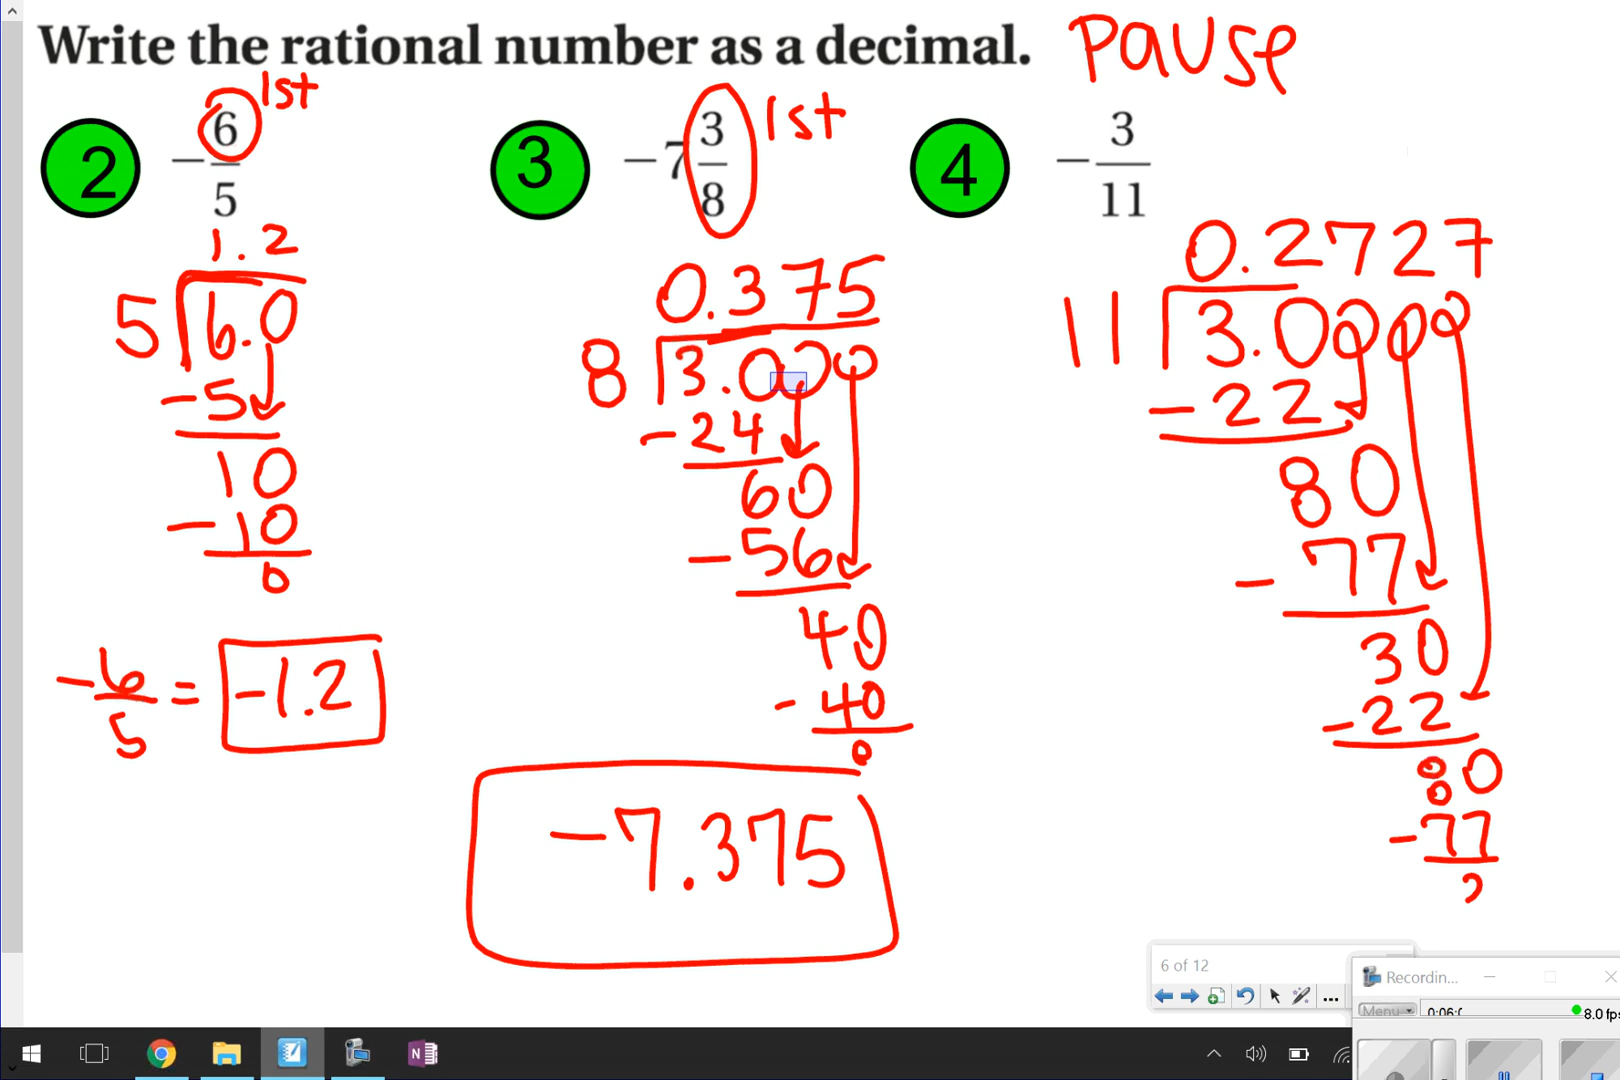 Write the rational number as a decimal. Pause
2 -6/5 1st
3 -7 3/8 1st
4 -3/11
1.2
5 6.0
-5
10
-10
0
-6/5 = -1.2
0.375
8 3.000
-24
60
-56
40
-40
0
-7.375
0.2727
11 3.0000
-22
80
-77
30
-22
80
-77
6 of 12
Recordin...
Menu
8.0 fps
N